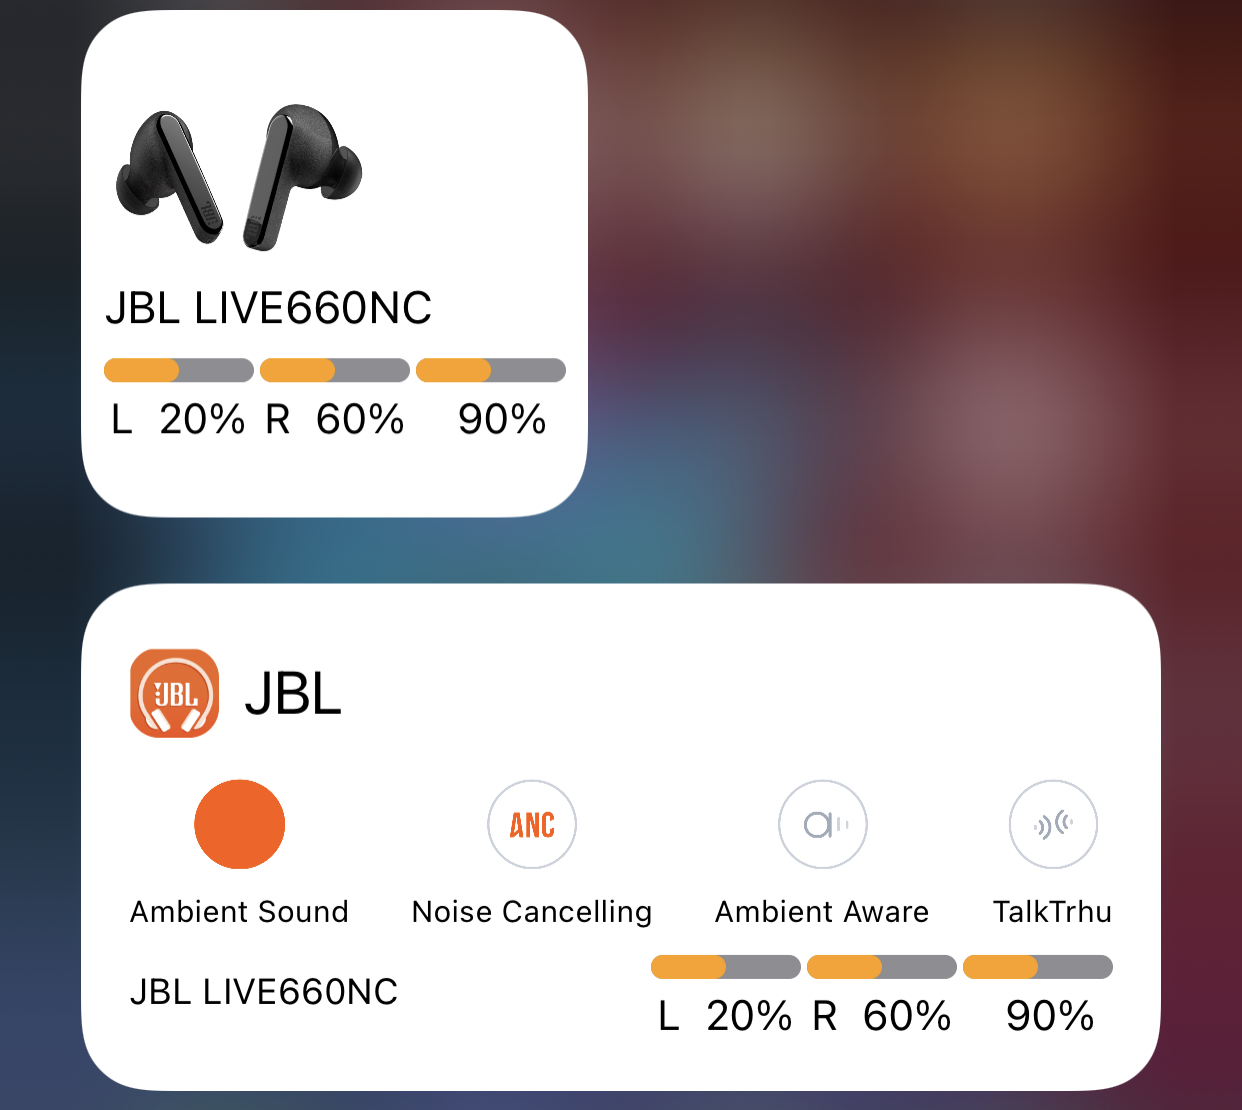 JBL LIVE660NC
L 20% R 60% 90%
JBL
JBL
ANC
Ambient Sound Noise Cancelling Ambient Aware TalkTrhu
JBL LIVE660NC
L 20% R 60% 90%